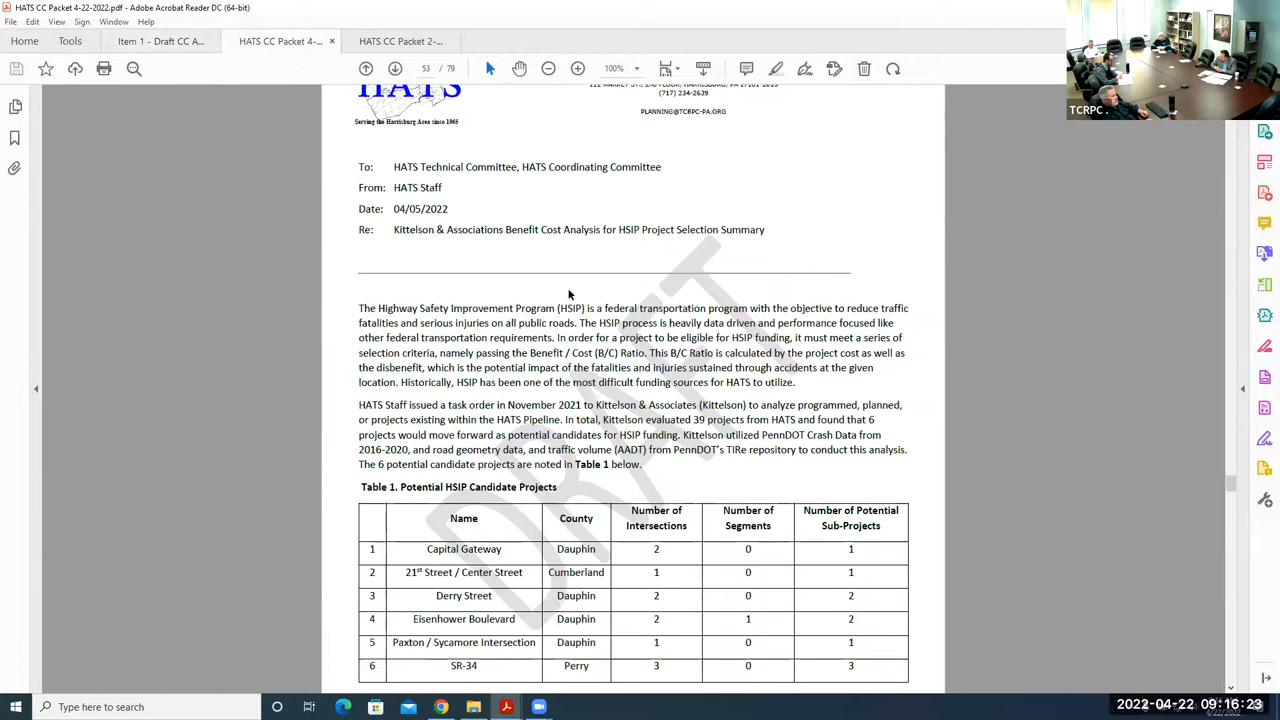 HATS CC Packet 4-22-2022.pdf - Adobe Acrobat Reader DC (64-bit)
File Edit View Sign Window Help
Home Tools Item 1 - Draft CC A... HATS CC Packet 4-... × HATS CC Packet 2-...
53 / 79 100%
HATS
Serving the Harrisburg Area since 1965
112 MARKET ST., 2ND FLOOR, HARRISBURG, PA 17101-2015
(717) 234-2639
PLANNING@TCRPC-PA.ORG
To: HATS Technical Committee, HATS Coordinating Committee
From: HATS Staff
Date: 04/05/2022
Re: Kittelson & Associations Benefit Cost Analysis for HSIP Project Selection Summary
The Highway Safety Improvement Program (HSIP) is a federal transportation program with the objective to reduce traffic
fatalities and serious injuries on all public roads. The HSIP process is heavily data driven and performance focused like
other federal transportation requirements. In order for a project to be eligible for HSIP funding, it must meet a series of
selection criteria, namely passing the Benefit / Cost (B/C) Ratio. This B/C Ratio is calculated by the project cost as well as
the disbenefit, which is the potential impact of the fatalities and injuries sustained through accidents at the given
location. Historically, HSIP has been one of the most difficult funding sources for HATS to utilize.
HATS Staff issued a task order in November 2021 to Kittelson & Associates (Kittelson) to analyze programmed, planned,
or projects existing within the HATS Pipeline. In total, Kittelson evaluated 39 projects from HATS and found that 6
projects would move forward as potential candidates for HSIP funding. Kittelson utilized PennDOT Crash Data from
2016-2020, and road geometry data, and traffic volume (AADT) from PennDOT's TIRe repository to conduct this analysis.
The 6 potential candidate projects are noted in Table 1 below.
Table 1. Potential HSIP Candidate Projects
Name County Number of Intersections Number of Segments Number of Potential Sub-Projects
1 Capital Gateway Dauphin 2 0 1
2 21st Street / Center Street Cumberland 1 0 1
3 Derry Street Dauphin 2 0 2
4 Eisenhower Boulevard Dauphin 2 1 2
5 Paxton / Sycamore Intersection Dauphin 1 0 1
6 SR-34 Perry 3 0 3
DRAFT
TCRPC .
Type here to search
2022-04-22 09:16:23